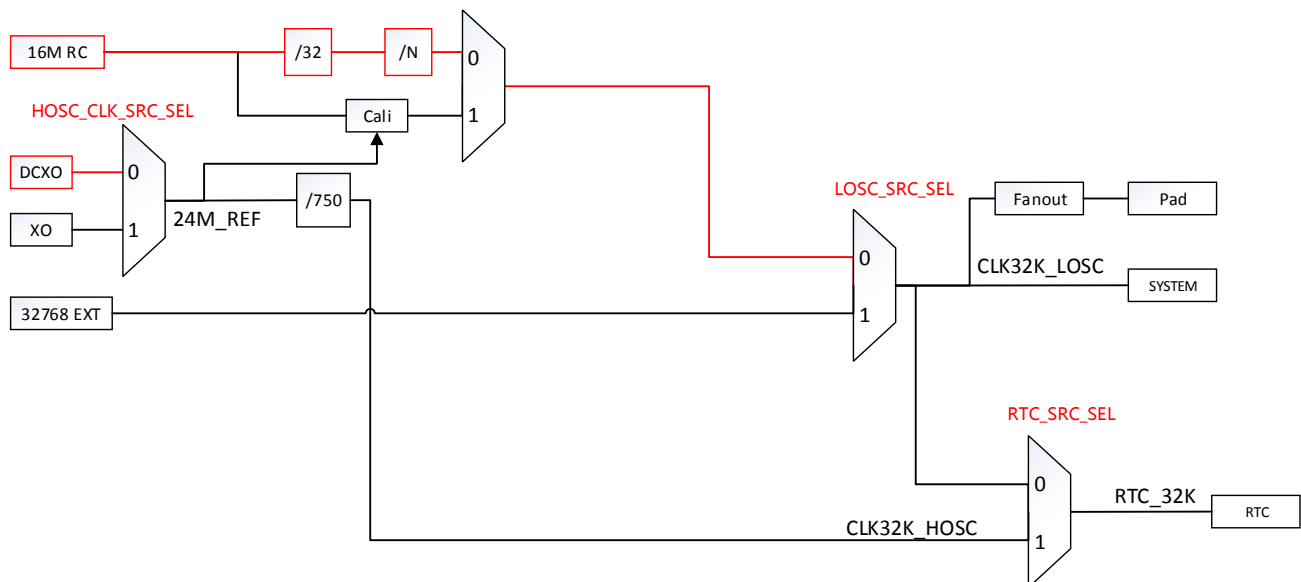 16M RC
/32
/N
0
1
Cali
HOSC_CLK_SRC_SEL
DCXO
0
XO
1
24M_REF
/750
32768 EXT
LOSC_SRC_SEL
0
1
Fanout
Pad
CLK32K_LOSC
SYSTEM
RTC_SRC_SEL
0
1
CLK32K_HOSC
RTC_32K
RTC